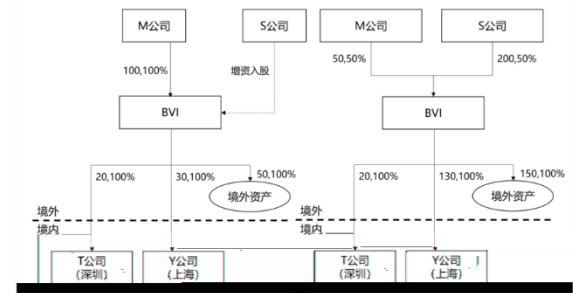 M公司
S公司
M公司
S公司
100,100%
增资入股
50,50%
200,50%
BVI
BVI
20,100%
30,100%
50,100%
20,100%
130,100%
150,100%
境外资产
境外资产
境外
境外
境内
境内
T公司
(深圳)
Y公司
(上海)
T公司
(深圳)
Y公司
(上海)